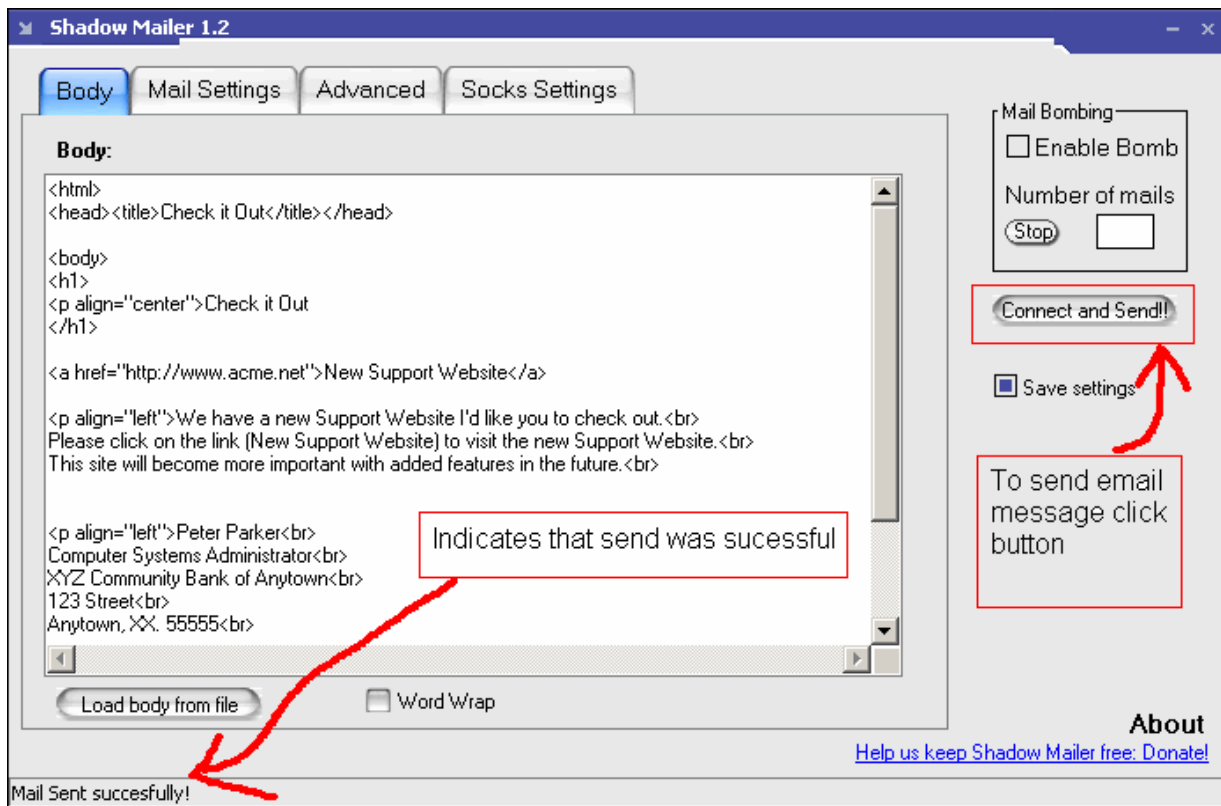 Shadow Mailer 1.2
Body
Mail Settings
Advanced
Socks Settings
Body:
<html>
<head><title>Check it Out</title></head>
<body>
<h1>
<p align="center">Check it Out
</h1>
<a href="http://www.acme.net">New Support Website</a>
<p align="left">We have a new Support Website I'd like you to check out.<br>
Please click on the link (New Support Website) to visit the new Support Website.<br>
This site will become more important with added features in the future.<br>
<p align="left">Peter Parker<br>
Computer Systems Administrator<br>
XYZ Community Bank of Anytown<br>
123 Street<br>
Anytown, XX. 55555<br>
Indicates that send was sucessful
Load body from file
Word Wrap
Mail Bombing
Enable Bomb
Number of mails
Stop
Connect and Send!!
Save settings
To send email
message click
button
About
Help us keep Shadow Mailer free: Donate!
Mail Sent succesfully!